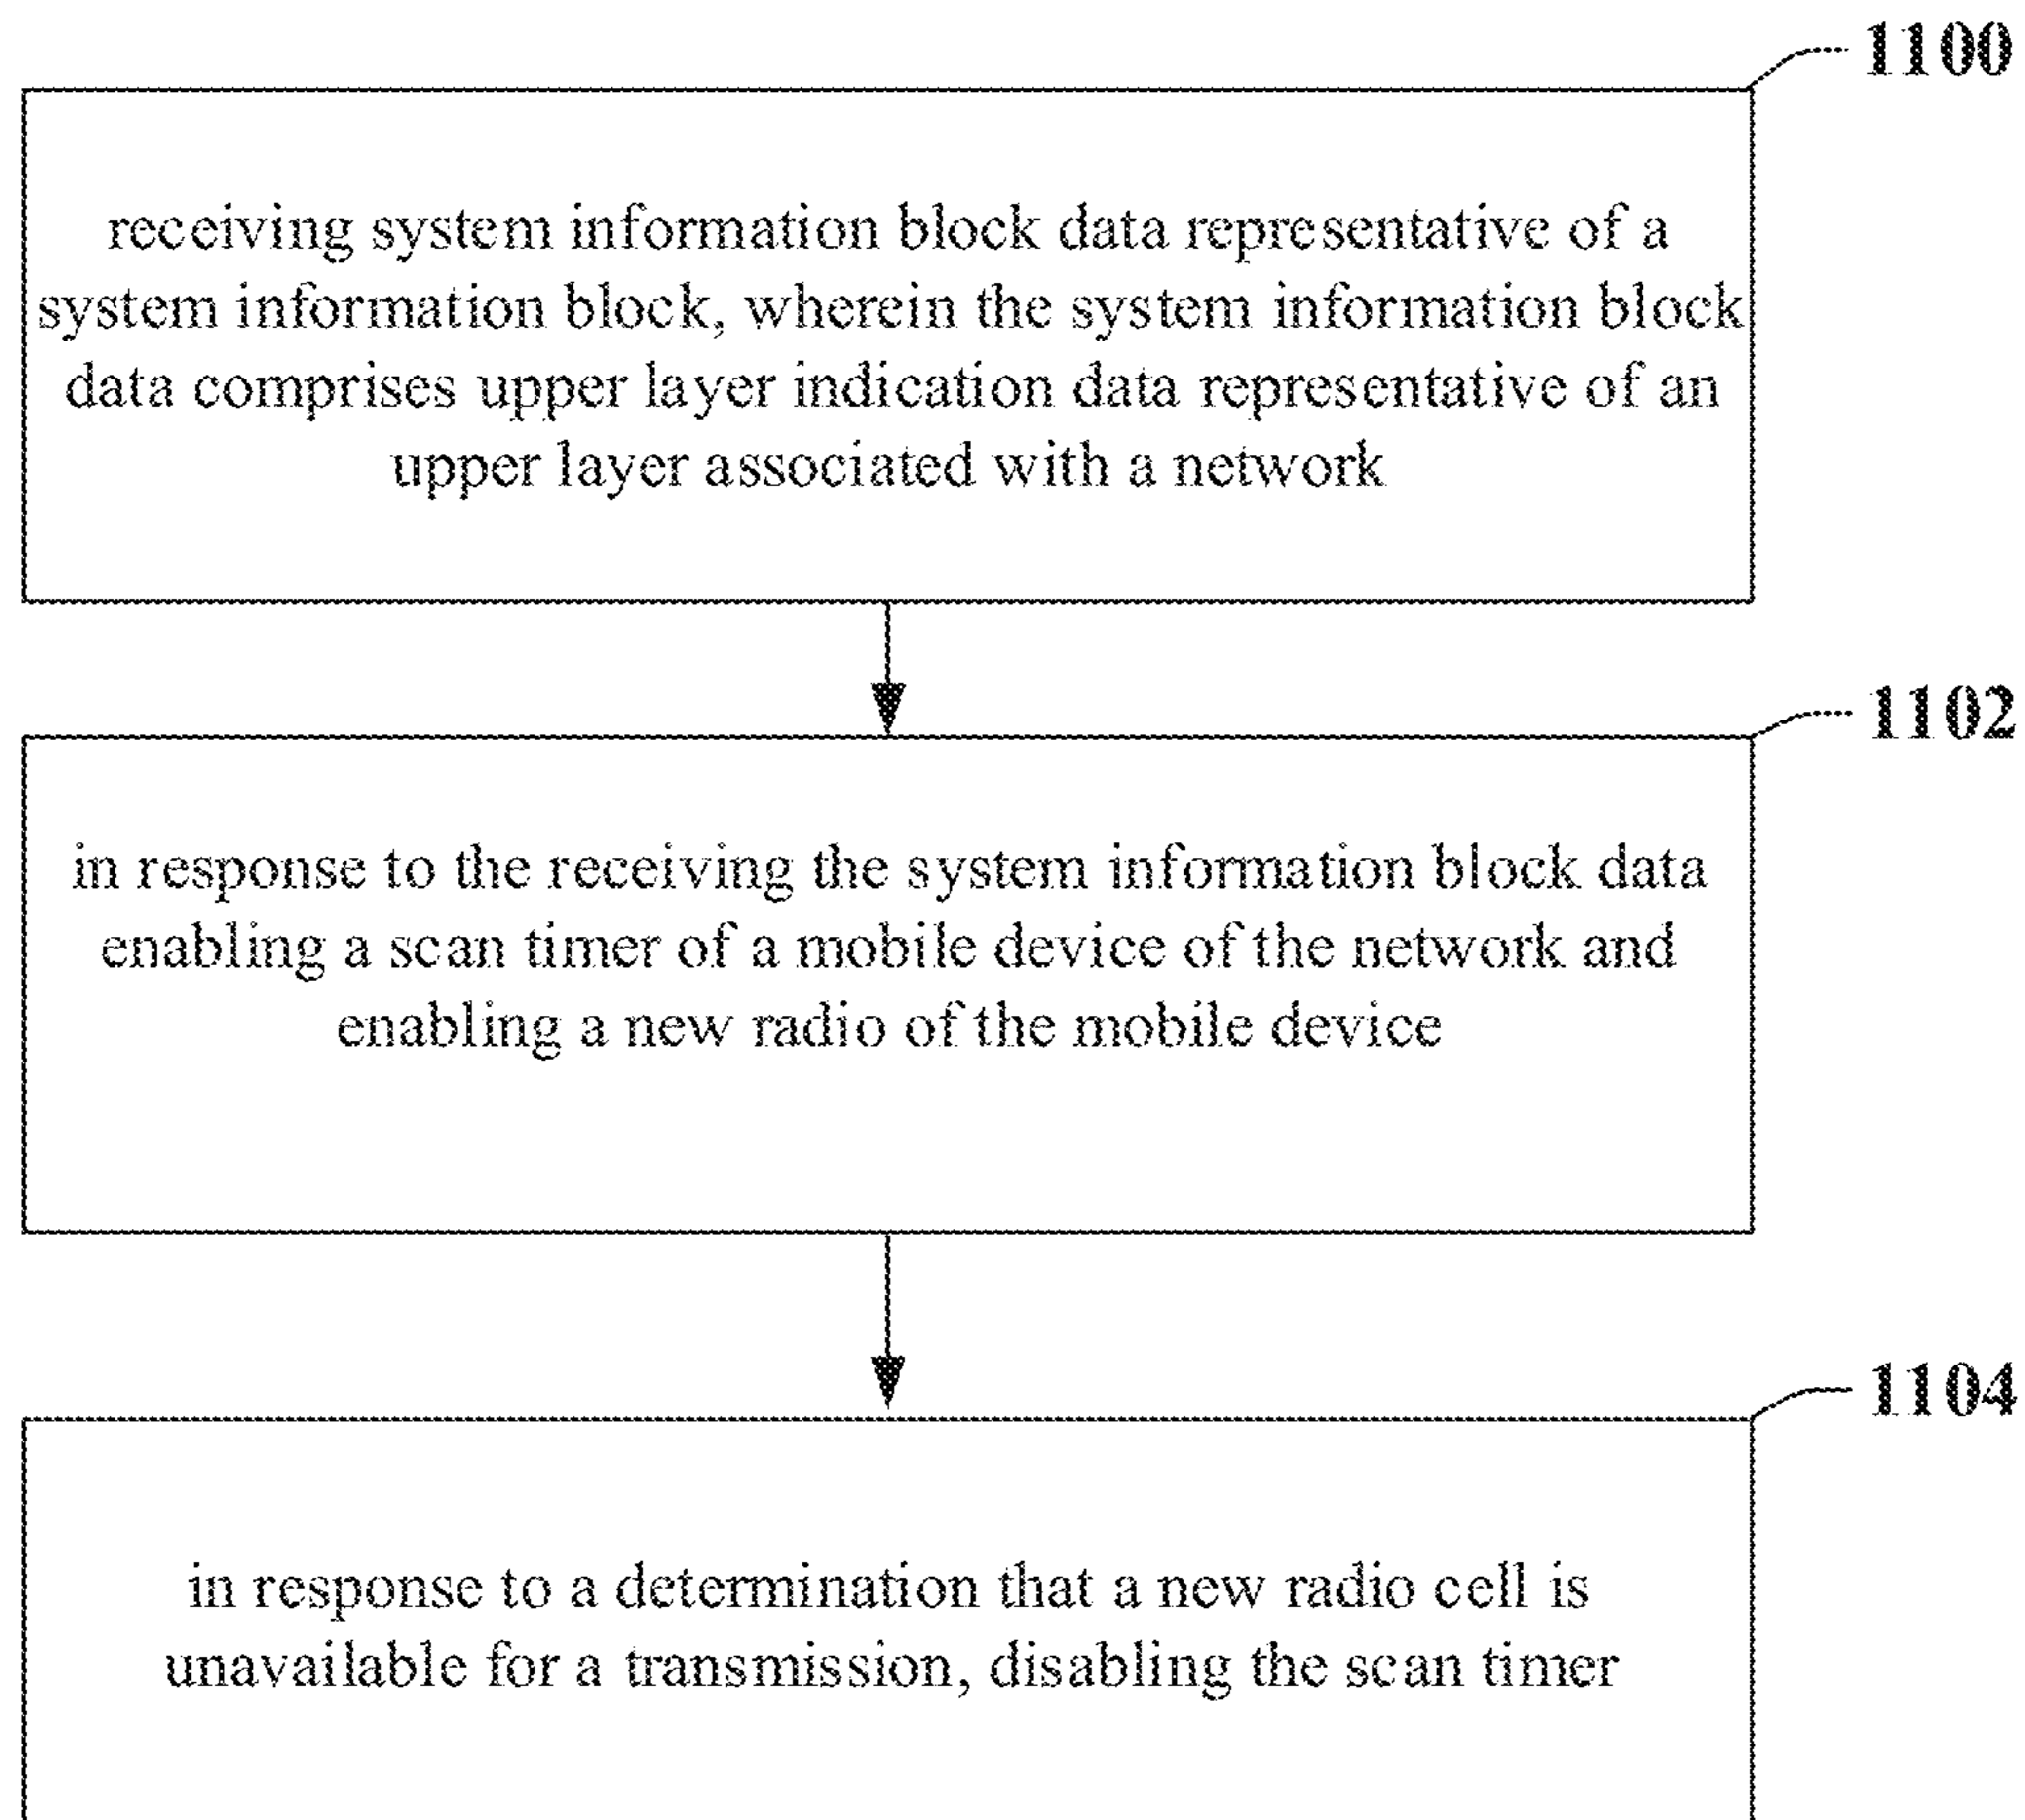 1100
receiving system information block data representative of a
system information block, wherein the system information block
data comprises upper layer indication data representative of an
upper layer associated with a network
1102
in response to the receiving the system information block data
enabling a scan timer of a mobile device of the network and
enabling a new radio of the mobile device
1104
in response to a determination that a new radio cell is
unavailable for a transmission, disabling the scan timer